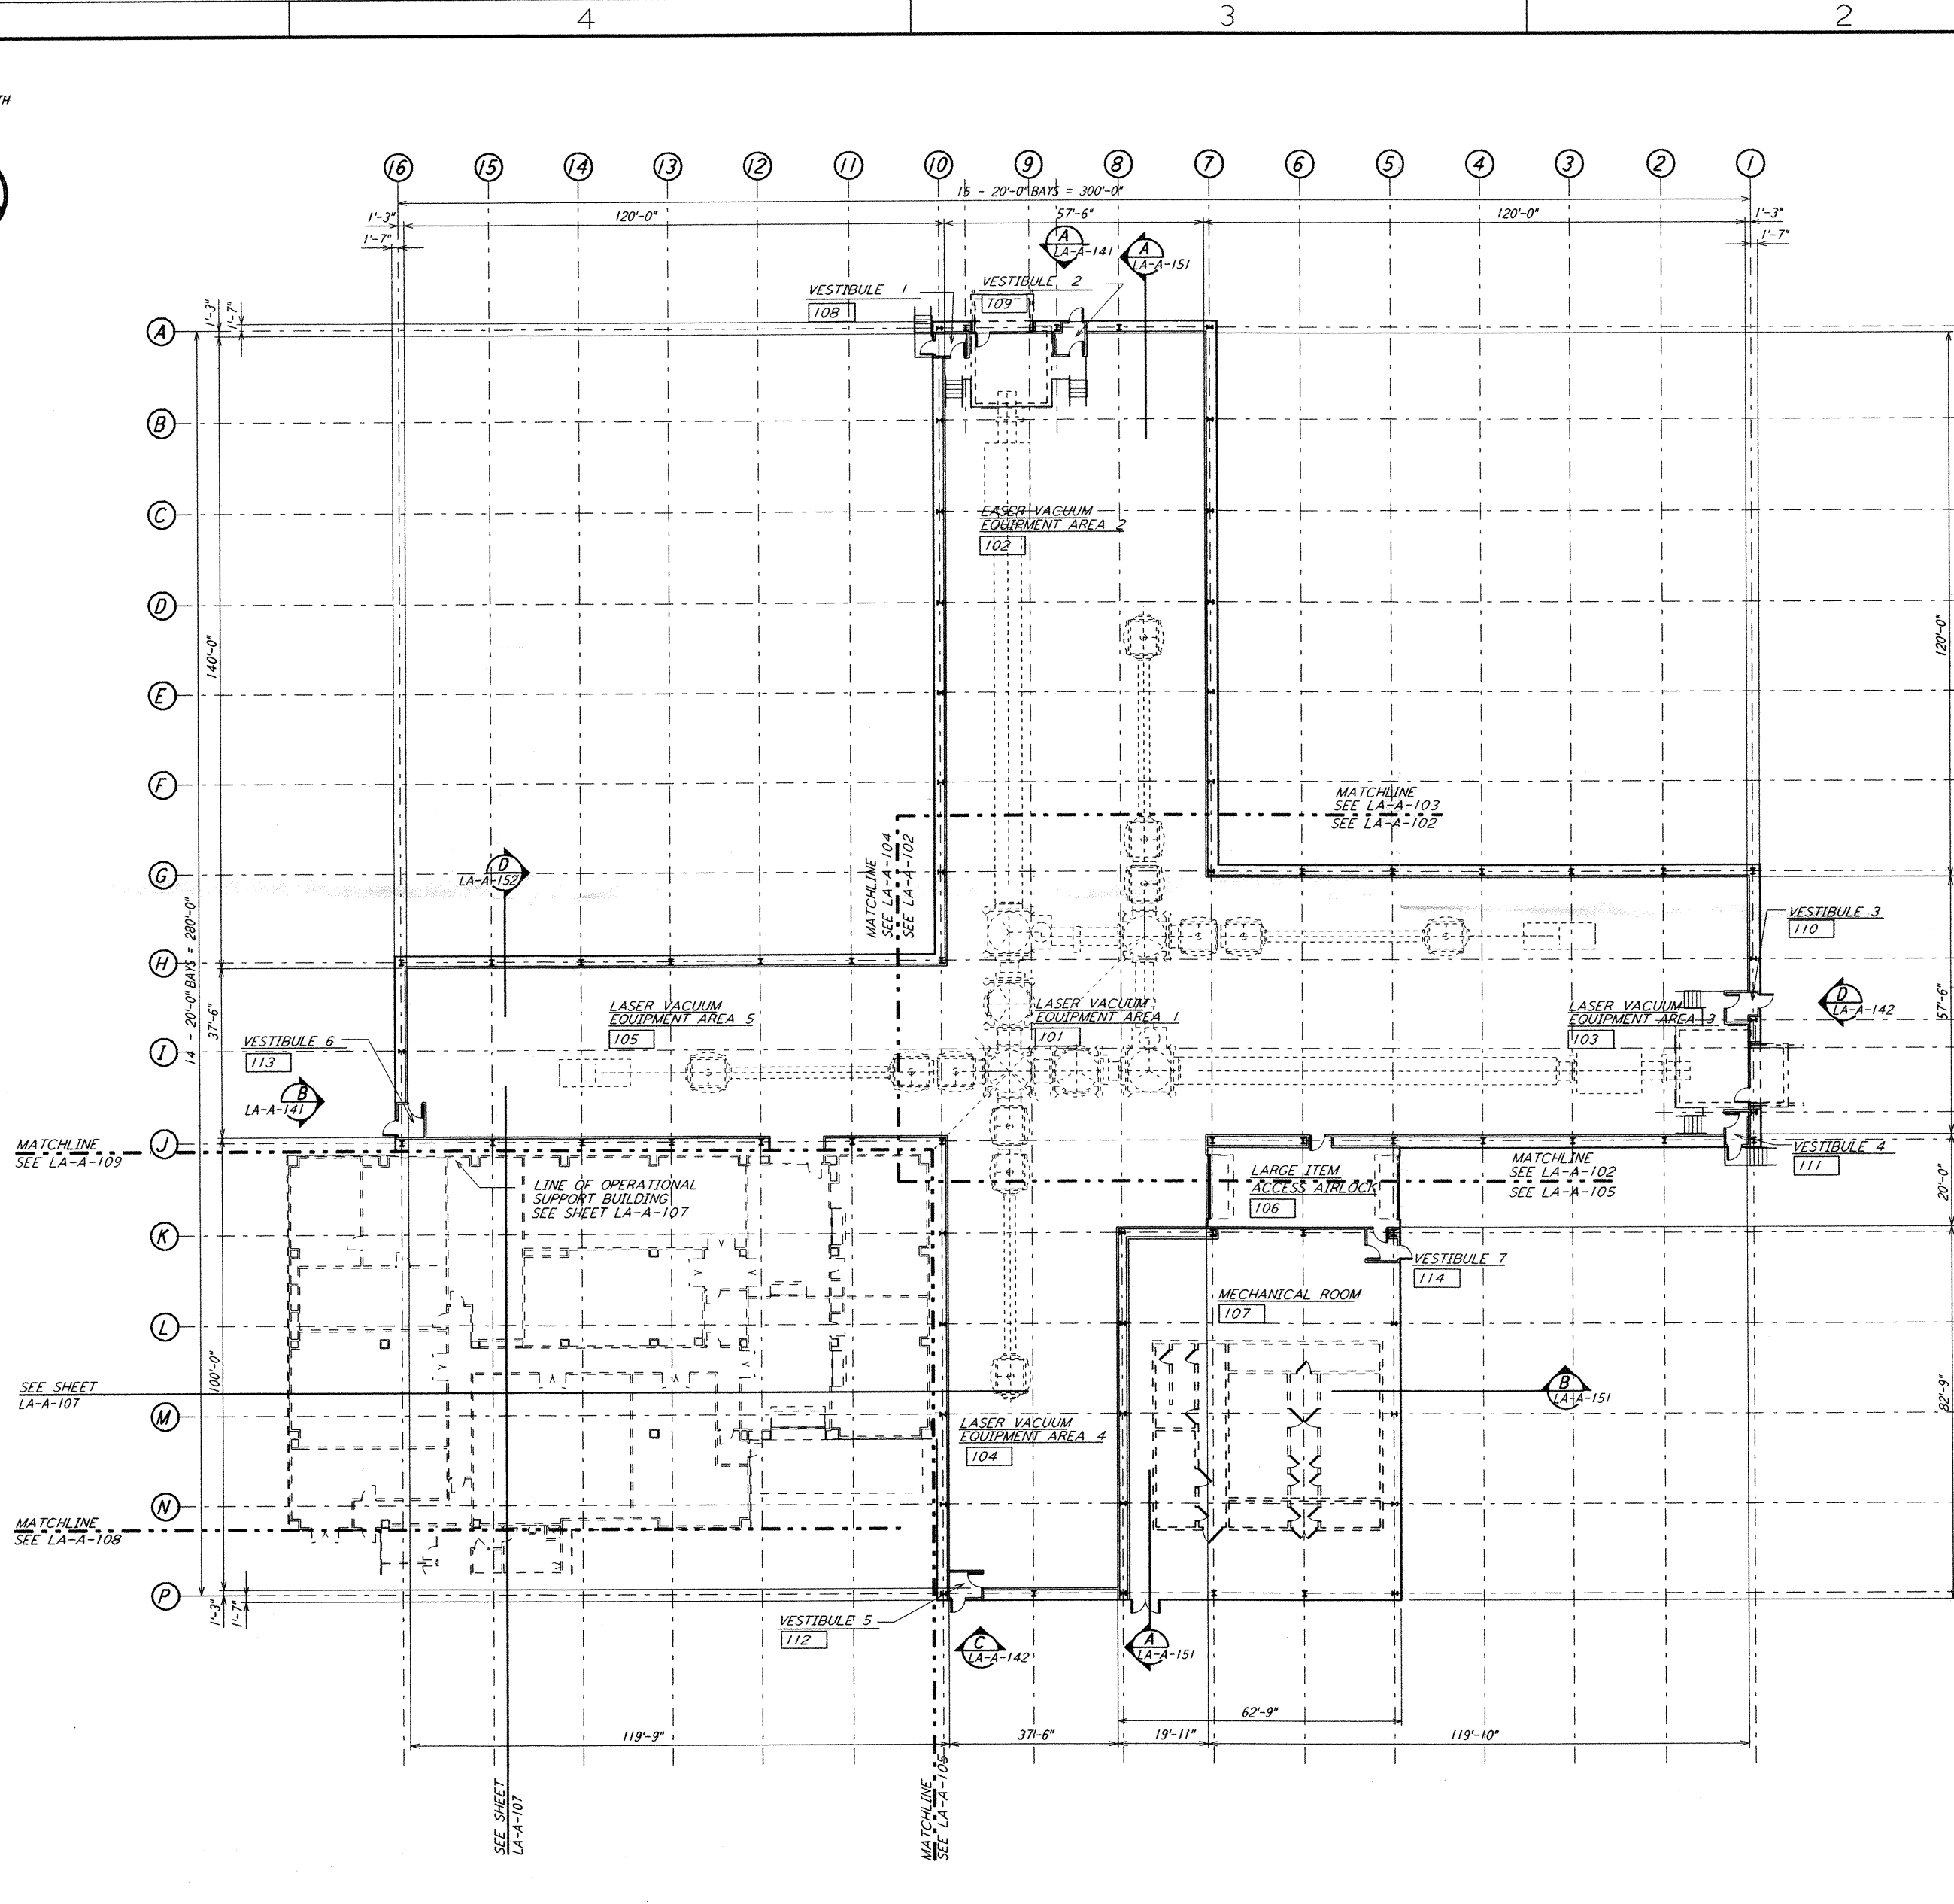 4
3
2
TH
16
15
14
13
12
11
10
9
8
7
6
5
4
3
2
1
15 - 20'-0" BAYS = 300'-0"
1'-3"
120'-0"
57'-6"
120'-0"
1'-3"
1'-7"
1'-7"
A
LA-A-141
A
LA-A-151
VESTIBULE 1
108
VESTIBULE 2
109
1'-3"
1'-7"
A
B
C
D
E
F
G
H
I
J
K
L
M
N
P
LASER VACUUM
EQUIPMENT AREA 2
102
140'-0"
120'-0"
MATCHLINE
SEE LA-A-103
SEE LA-A-102
MATCHLINE
SEE LA-A-104
SEE LA-A-102
D
LA-A-152
14 - 20'-0" BAYS = 280'-0"
VESTIBULE 3
110
LASER VACUUM
EQUIPMENT AREA 5
105
LASER VACUUM
EQUIPMENT AREA 1
101
LASER VACUUM
EQUIPMENT AREA 3
103
D
LA-A-142
57'-6"
37'-6"
VESTIBULE 6
113
B
LA-A-141
MATCHLINE
SEE LA-A-109
VESTIBULE 4
111
MATCHLINE
SEE LA-A-102
SEE LA-A-105
LARGE ITEM
ACCESS AIRLOCK
106
20'-0"
LINE OF OPERATIONAL
SUPPORT BUILDING
SEE SHEET LA-A-107
VESTIBULE 7
114
MECHANICAL ROOM
107
100'-0"
SEE SHEET
LA-A-107
B
LA-A-151
82'-9"
LASER VACUUM
EQUIPMENT AREA 4
104
MATCHLINE
SEE LA-A-108
1'-3"
1'-7"
VESTIBULE 5
112
C
LA-A-142
A
LA-A-151
62'-9"
119'-9"
37'-6"
19'-11"
119'-10"
SEE SHEET
LA-A-107
MATCHLINE
SEE LA-A-105